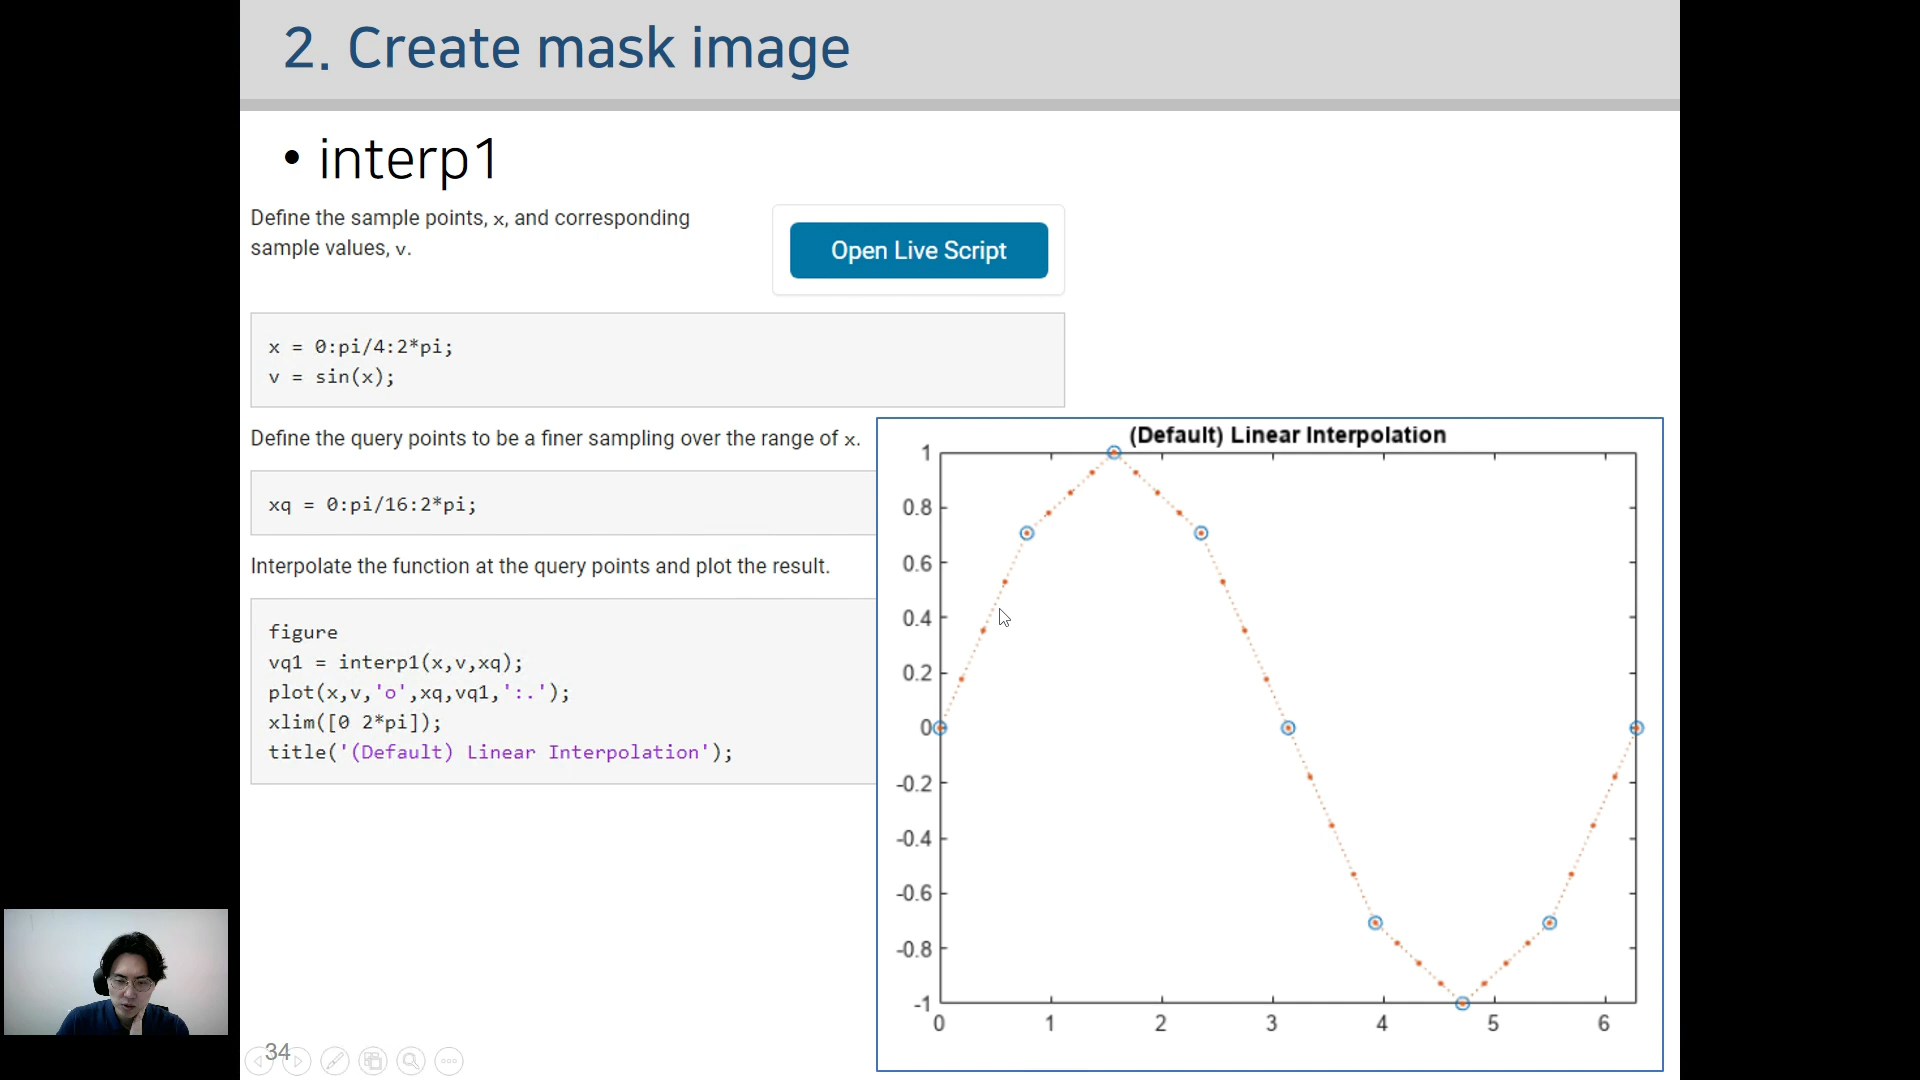 2. Create mask image
• interp1
Define the sample points, x, and corresponding
sample values, v.
Open Live Script
x = 0:pi/4:2*pi;
v = sin(x);
Define the query points to be a finer sampling over the range of x.
xq = 0:pi/16:2*pi;
Interpolate the function at the query points and plot the result.
figure
vq1 = interp1(x,v,xq);
plot(x,v,'o',xq,vq1,':.');
xlim([0 2*pi]);
title('(Default) Linear Interpolation');
(Default) Linear Interpolation
1
0.8
0.6
0.4
0.2
0
-0.2
-0.4
-0.6
-0.8
-1
0 1 2 3 4 5 6
34